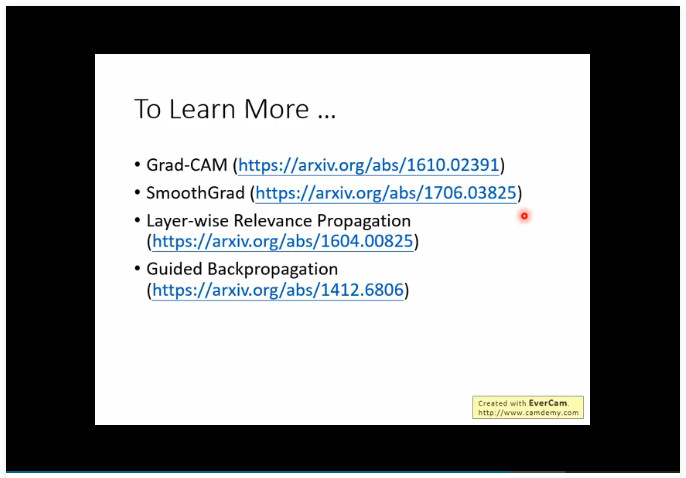 To Learn More ...
• Grad-CAM (https://arxiv.org/abs/1610.02391)
• SmoothGrad (https://arxiv.org/abs/1706.03825)
• Layer-wise Relevance Propagation
(https://arxiv.org/abs/1604.00825)
• Guided Backpropagation
(https://arxiv.org/abs/1412.6806)
Created with EverCam.
http://www.camdemy.com